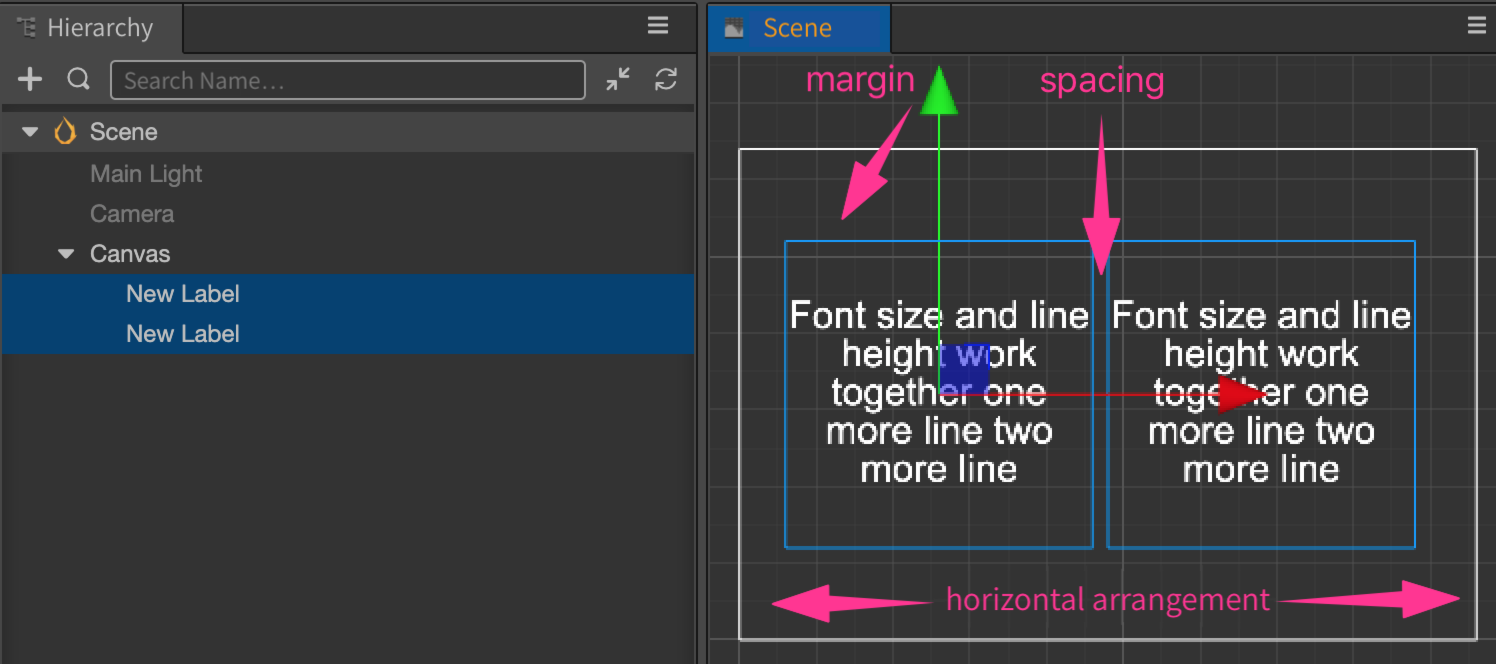 Hierarchy
Search Name...
Scene
Main Light
Camera
Canvas
New Label
New Label
Scene
margin
spacing
Font size and line
height work
together one
more line two
more line
Font size and line
height work
together one
more line two
more line
horizontal arrangement